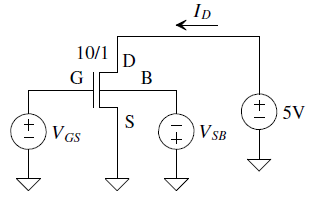 I_D
10/1 D
G B
S
+
−
V_GS
−
+
V_SB
+
−
5V